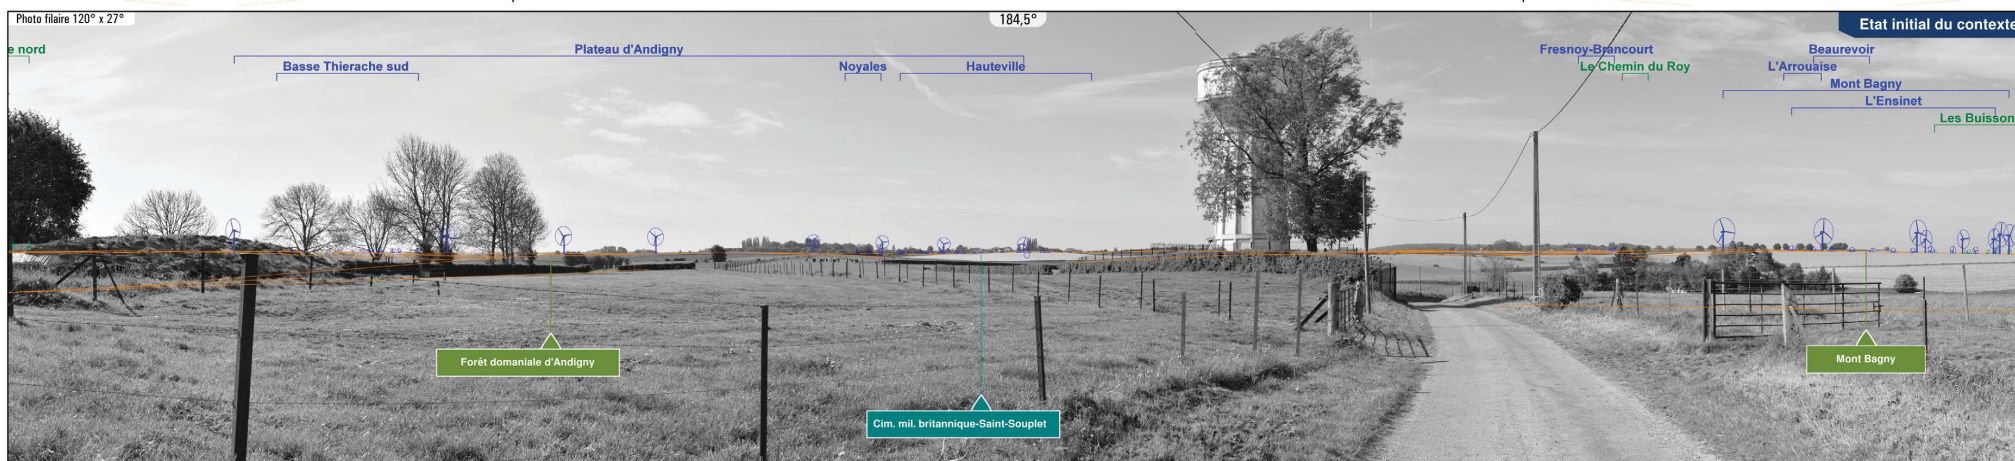 Photo filaire 120° x 27°
184,5°
Etat initial du contexte
e nord
Plateau d'Andigny
Fresnoy-Brancourt
Beaurevoir
Basse Thierache sud
Noyales
Hauteville
Le Chemin du Roy
L'Arrouaise
Mont Bagny
L'Ensinet
Les Buisson
Forêt domaniale d'Andigny
Mont Bagny
Cim. mil. britannique-Saint-Souplet